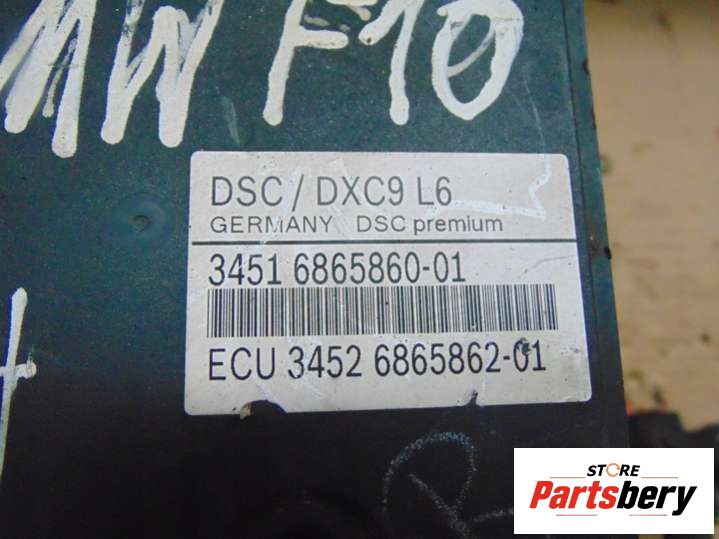 MW F10
DSC / DXC9 L6
GERMANY DSC premium
3451 6865860-01
ECU 3452 6865862-01
R
STORE
Partsbery